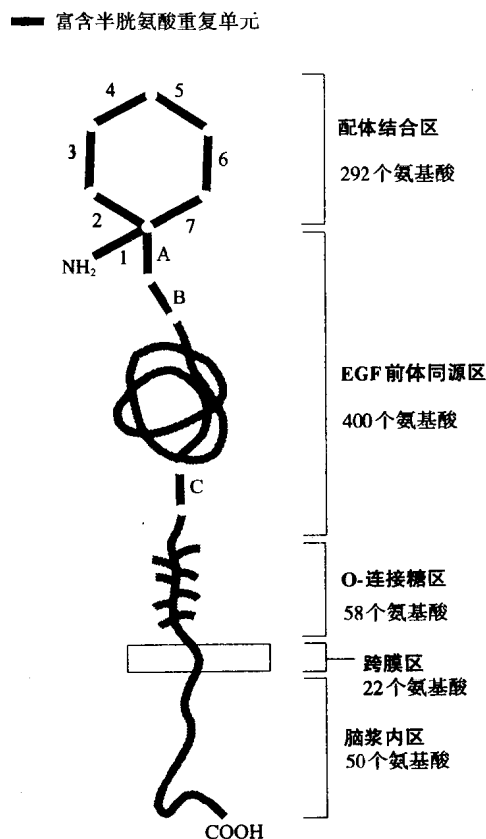 富含半胱氨酸重复单元
4
5
3
6
2
7
1
A
NH₂
B
C
配体结合区
292个氨基酸
EGF前体同源区
400个氨基酸
O-连接糖区
58个氨基酸
跨膜区
22个氨基酸
脑浆内区
50个氨基酸
COOH